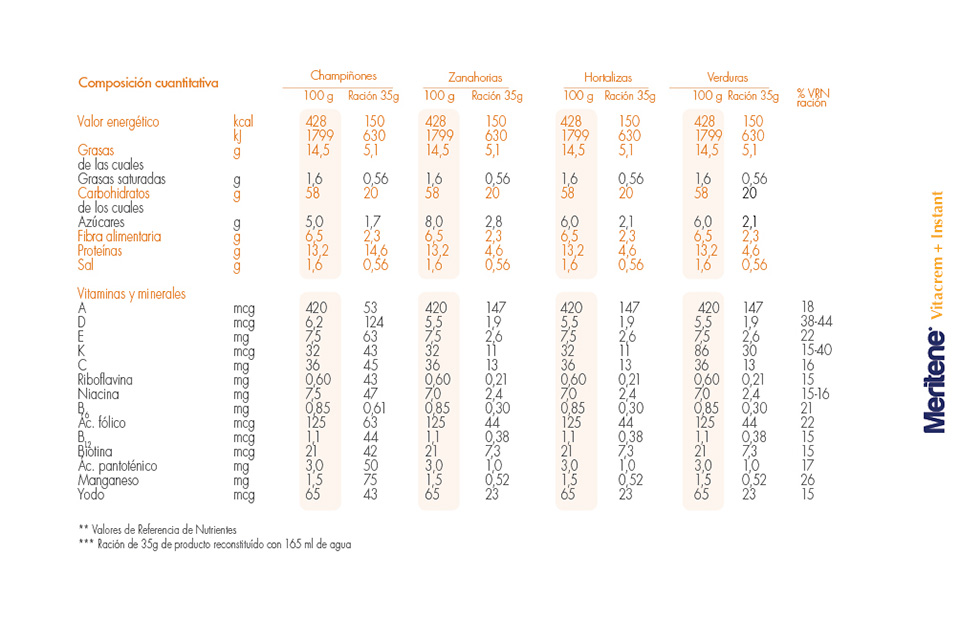 Composición cuantitativa
Champiñones Zanahorias Hortalizas Verduras
100 g Ración 35g 100 g Ración 35g 100 g Ración 35g 100 g Ración 35g % VRN ración
Valor energético kcal 428 150 428 150 428 150 428 150
kJ 1799 630 1799 630 1799 630 1799 630
Grasas g 14,5 5,1 14,5 5,1 14,5 5,1 14,5 5,1
de las cuales
Grasas saturadas g 1,6 0,56 1,6 0,56 1,6 0,56 1,6 0,56
Carbohidratos g 58 20 58 20 58 20 58 20
de los cuales
Azúcares g 5,0 1,7 8,0 2,8 6,0 2,1 6,0 2,1
Fibra alimentaria g 6,5 2,3 6,5 2,3 6,5 2,3 6,5 2,3
Proteínas g 13,2 14,6 13,2 4,6 13,2 4,6 13,2 4,6
Sal g 1,6 0,56 1,6 0,56 1,6 0,56 1,6 0,56
Vitaminas y minerales
A mcg 420 53 420 147 420 147 420 147 18
D mcg 6,2 124 5,5 1,9 5,5 1,9 5,5 1,9 38-44
E mg 7,5 63 7,5 2,6 7,5 2,6 7,5 2,6 22
K mcg 32 43 32 11 32 11 86 30 15-40
C mg 36 45 36 13 36 13 36 13 16
Riboflavina mg 0,60 43 0,60 0,21 0,60 0,21 0,60 0,21 15
Niacina mg 7,5 47 7,0 2,4 7,0 2,4 7,0 2,4 15-16
B6 mg 0,85 0,61 0,85 0,30 0,85 0,30 0,85 0,30 21
Ác. fólico mcg 125 63 125 44 125 44 125 44 22
B12 mcg 1,1 44 1,1 0,38 1,1 0,38 1,1 0,38 15
Biotina mcg 21 42 21 7,3 21 7,3 21 7,3 15
Ác. pantoténico mg 3,0 50 3,0 1,0 3,0 1,0 3,0 1,0 17
Manganeso mg 1,5 75 1,5 0,52 1,5 0,52 1,5 0,52 26
Yodo mcg 65 43 65 23 65 23 65 23 15
** Valores de Referencia de Nutrientes
*** Ración de 35g de producto reconstituído con 165 ml de agua
Meritene® Vitacrem + Instant